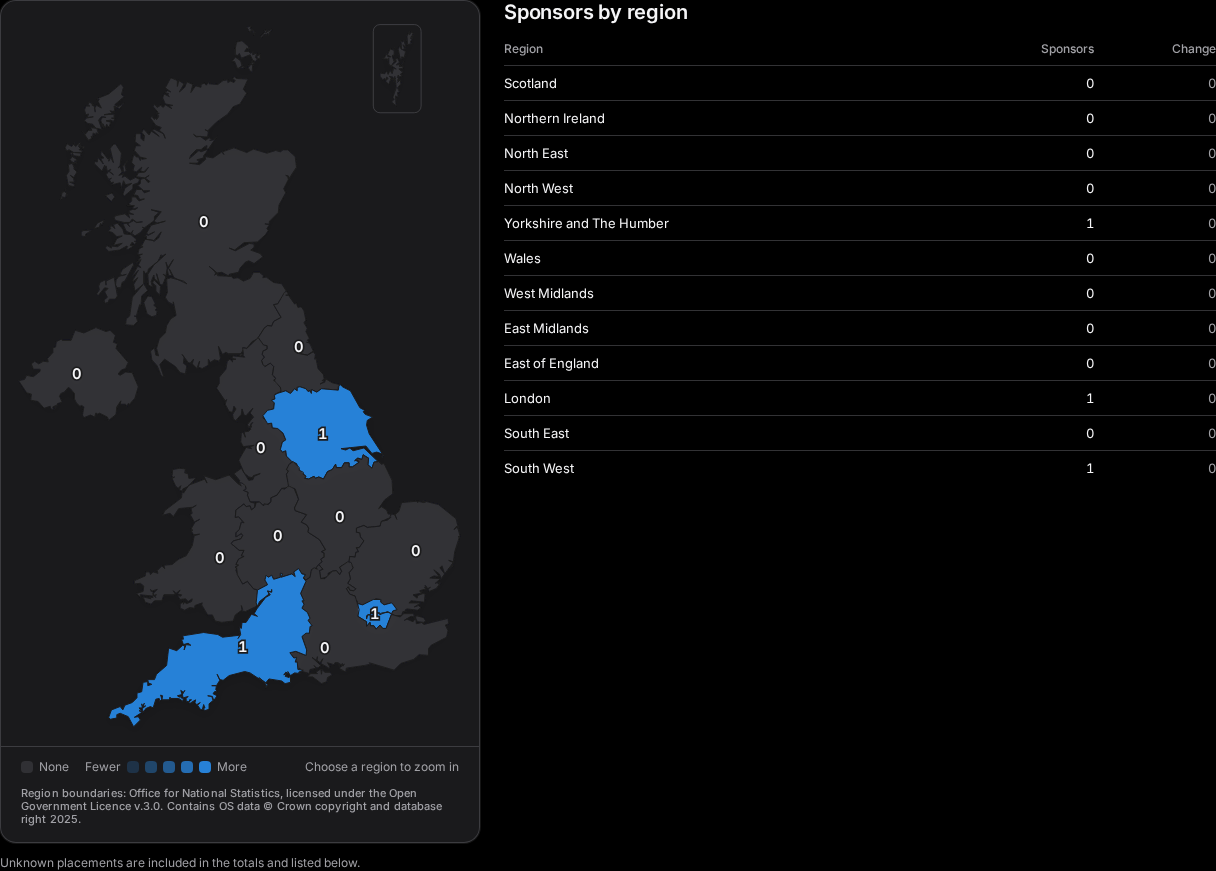 Sponsors by region
Region Sponsors Change
Scotland 0 0
Northern Ireland 0 0
North East 0 0
North West 0 0
Yorkshire and The Humber 1 0
Wales 0 0
West Midlands 0 0
East Midlands 0 0
East of England 0 0
London 1 0
South East 0 0
South West 1 0
0
0
0
1
0
0
0
0
0
1
1
0
None Fewer More Choose a region to zoom in
Region boundaries: Office for National Statistics, licensed under the Open
Government Licence v.3.0. Contains OS data © Crown copyright and database
right 2025.
Unknown placements are included in the totals and listed below.